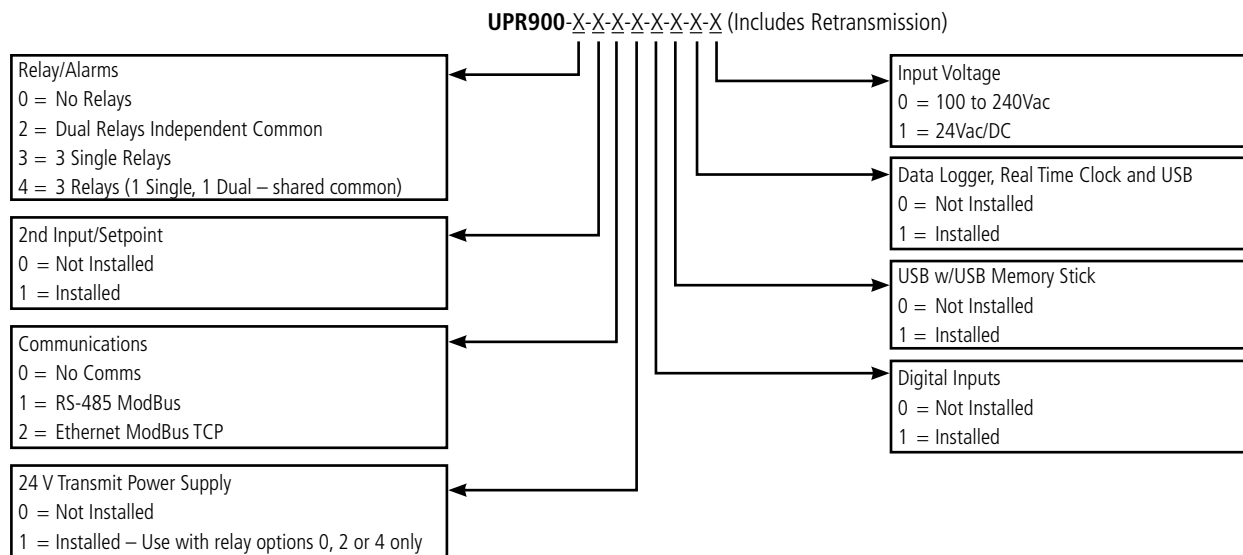 UPR900-X-X-X-X-X-X-X-X (Includes Retransmission)
Relay/Alarms
0 = No Relays
2 = Dual Relays Independent Common
3 = 3 Single Relays
4 = 3 Relays (1 Single, 1 Dual – shared common)
2nd Input/Setpoint
0 = Not Installed
1 = Installed
Communications
0 = No Comms
1 = RS-485 ModBus
2 = Ethernet ModBus TCP
24 V Transmit Power Supply
0 = Not Installed
1 = Installed – Use with relay options 0, 2 or 4 only
Input Voltage
0 = 100 to 240Vac
1 = 24Vac/DC
Data Logger, Real Time Clock and USB
0 = Not Installed
1 = Installed
USB w/USB Memory Stick
0 = Not Installed
1 = Installed
Digital Inputs
0 = Not Installed
1 = Installed